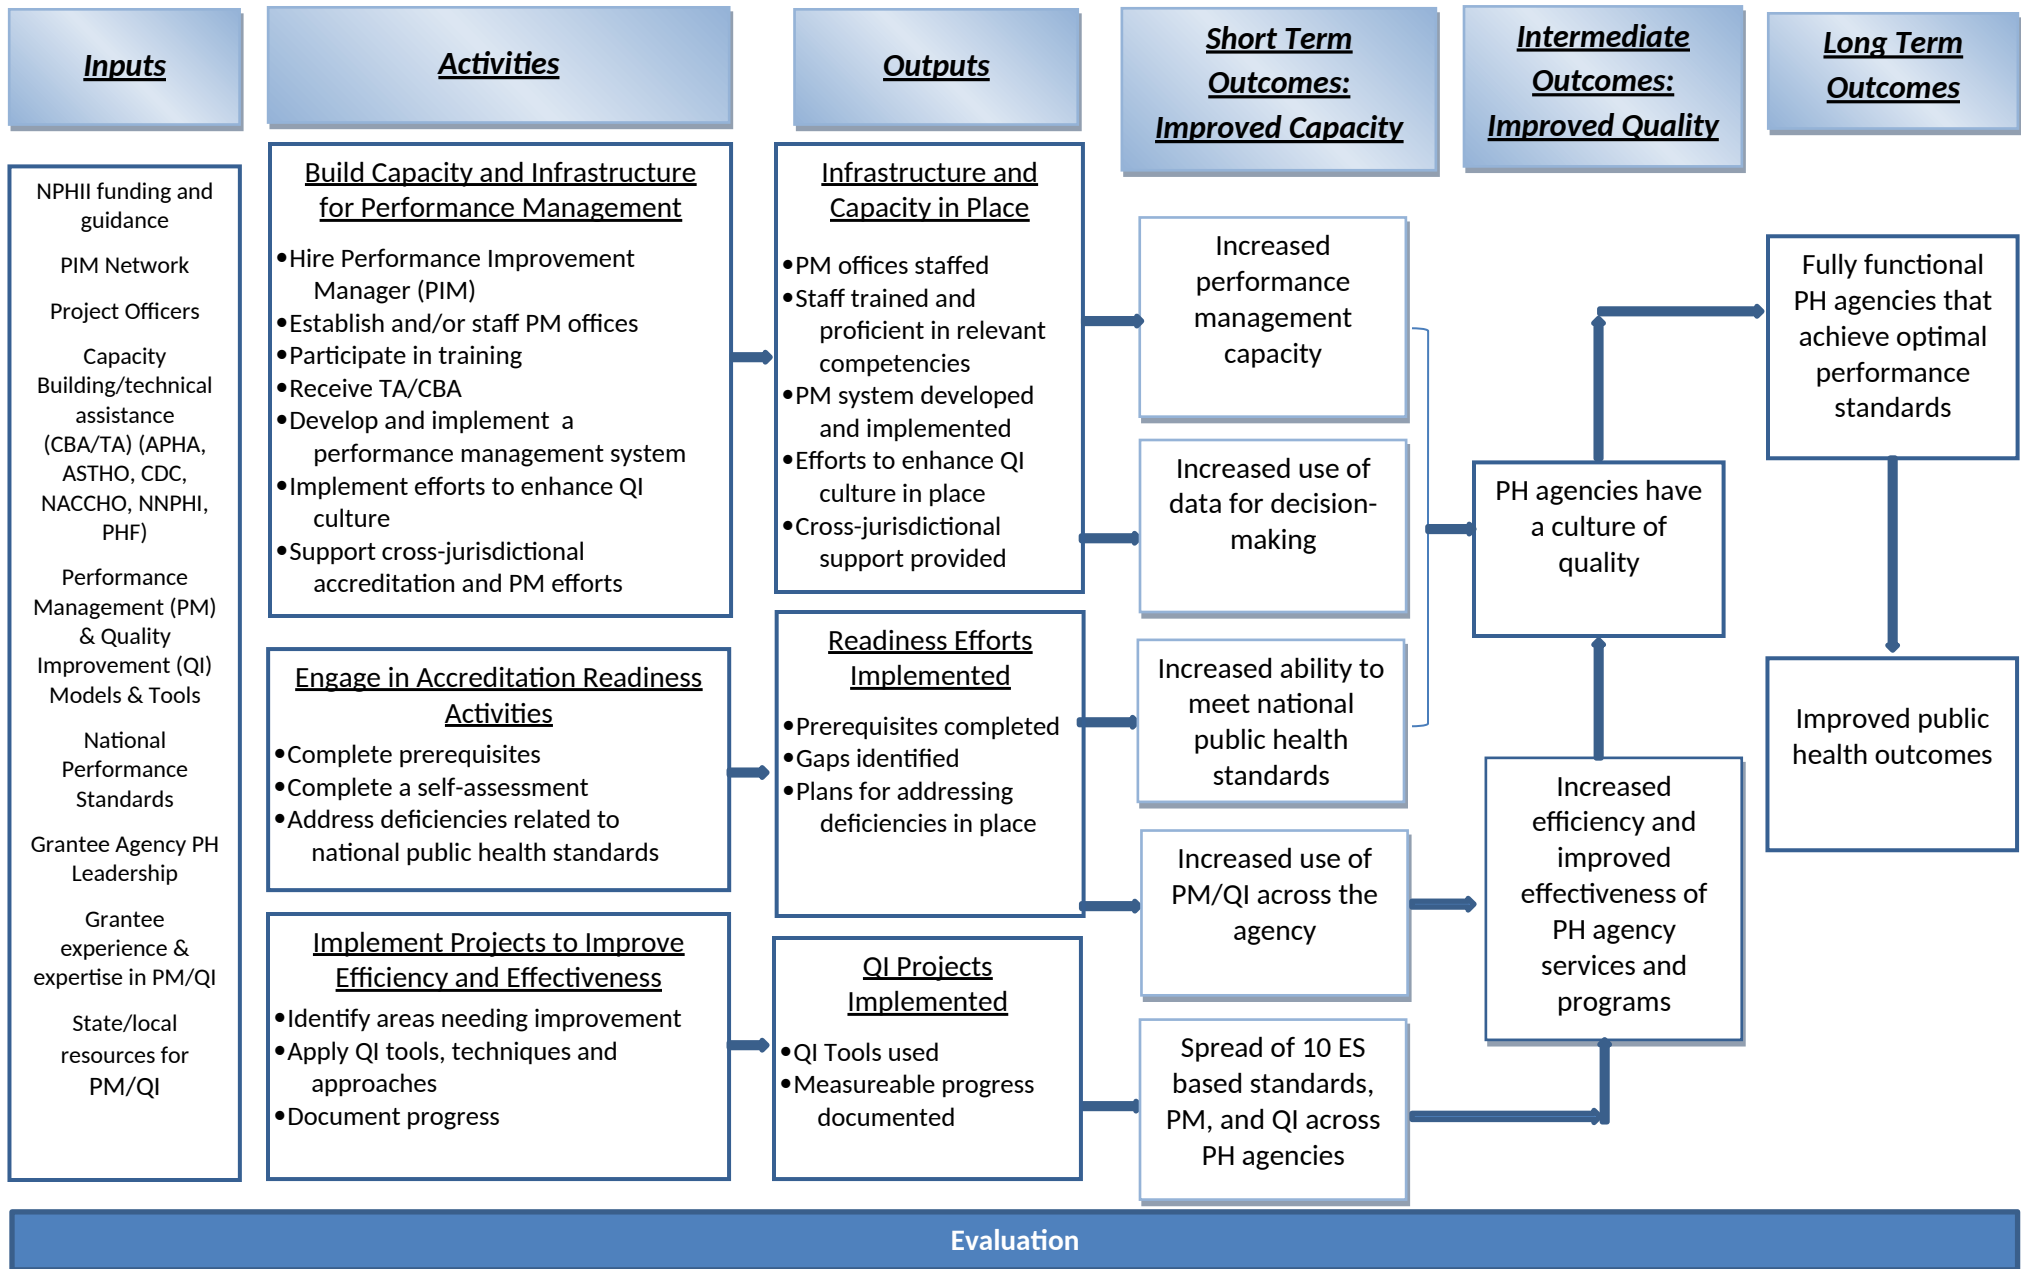 Inputs
Activities
Outputs
Short Term
Outcomes:
Improved Capacity
Intermediate
Outcomes:
Improved Quality
Long Term
Outcomes
NPHII funding and
guidance
PIM Network
Project Officers
Capacity
Building/technical
assistance
(CBA/TA) (APHA,
ASTHO, CDC,
NACCHO, NNPHI,
PHF)
Performance
Management (PM)
& Quality
Improvement (QI)
Models & Tools
National
Performance
Standards
Grantee Agency PH
Leadership
Grantee
experience &
expertise in PM/QI
State/local
resources for
PM/QI
Build Capacity and Infrastructure
for Performance Management
•Hire Performance Improvement
Manager (PIM)
•Establish and/or staff PM offices
•Participate in training
•Receive TA/CBA
•Develop and implement  a
performance management system
•Implement efforts to enhance QI
culture
•Support cross-jurisdictional
accreditation and PM efforts
Engage in Accreditation Readiness
Activities
•Complete prerequisites
•Complete a self-assessment
•Address deficiencies related to
national public health standards
Implement Projects to Improve
Efficiency and Effectiveness
•Identify areas needing improvement
•Apply QI tools, techniques and
approaches
•Document progress
Infrastructure and
Capacity in Place
•PM offices staffed
•Staff trained and
proficient in relevant
competencies
•PM system developed
and implemented
•Efforts to enhance QI
culture in place
•Cross-jurisdictional
support provided
Readiness Efforts
Implemented
•Prerequisites completed
•Gaps identified
•Plans for addressing
deficiencies in place
QI Projects
Implemented
•QI Tools used
•Measureable progress
documented
Increased
performance
management
capacity
Increased use of
data for decision-
making
Increased ability to
meet national
public health
standards
Increased use of
PM/QI across the
agency
Spread of 10 ES
based standards,
PM, and QI across
PH agencies
PH agencies have
a culture of
quality
Increased
efficiency and
improved
effectiveness of
PH agency
services and
programs
Fully functional
PH agencies that
achieve optimal
performance
standards
Improved public
health outcomes
Evaluation